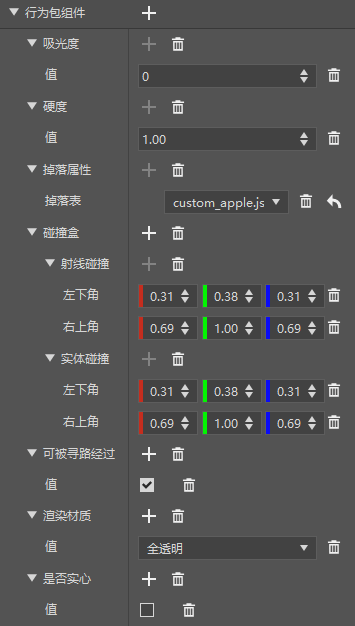 行为包组件
吸光度
值 0
硬度
值 1.00
掉落属性
掉落表 custom_apple.js
碰撞盒
射线碰撞
左下角 0.31 0.38 0.31
右上角 0.69 1.00 0.69
实体碰撞
左下角 0.31 0.38 0.31
右上角 0.69 1.00 0.69
可被寻路经过
值
渲染材质
值 全透明
是否实心
值